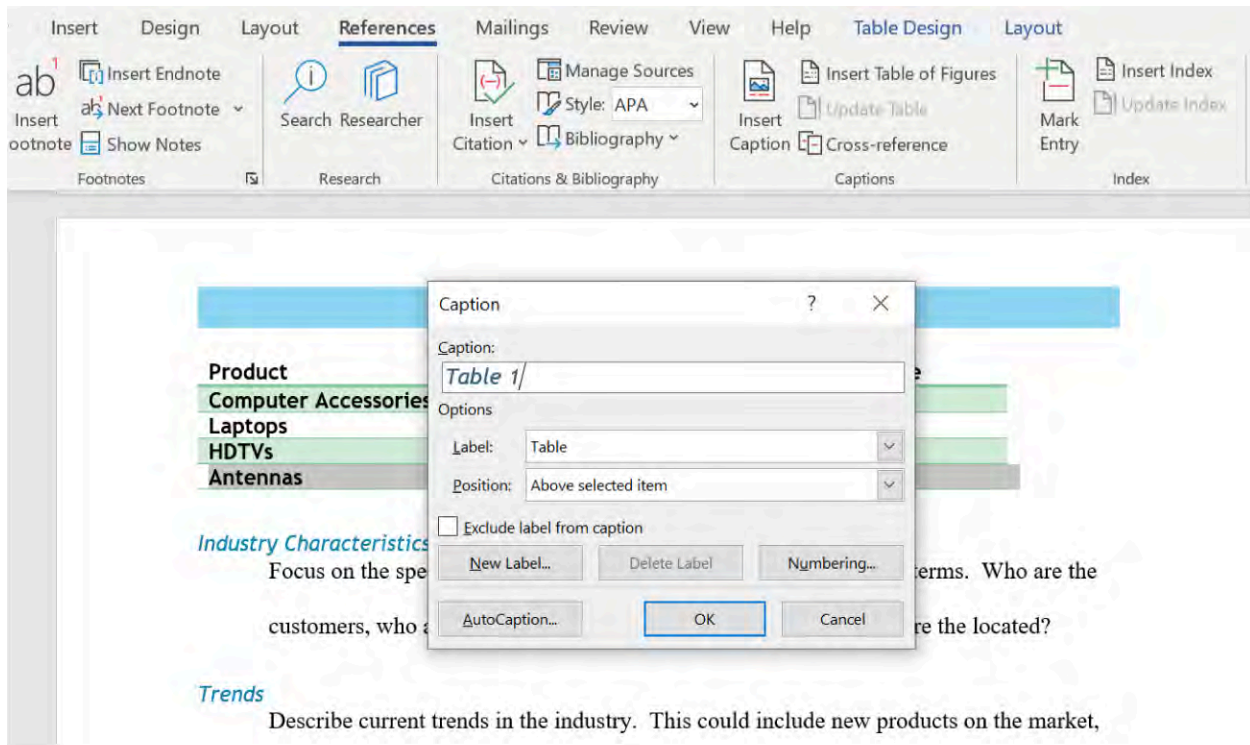 Insert Design Layout References Mailings Review View Help Table Design Layout
ab1 Insert Endnote
ab1 Next Footnote
Insert
ootnote Show Notes
Footnotes
Search Researcher
Research
Insert
Citation
Manage Sources
Style: APA
Bibliography
Citations & Bibliography
Insert
Caption
Insert Table of Figures
Update Table
Cross-reference
Captions
Mark
Entry
Insert Index
Update Index
Index
Caption ?
Caption:
Table 1
Options
Label: Table
Position: Above selected item
Exclude label from caption
New Label... Delete Label Numbering...
AutoCaption... OK Cancel
Product
Computer Accessories
Laptops
HDTVs
Antennas
Industry Characteristics
Focus on the spe erms. Who are the
customers, who re the located?
Trends
Describe current trends in the industry. This could include new products on the market,